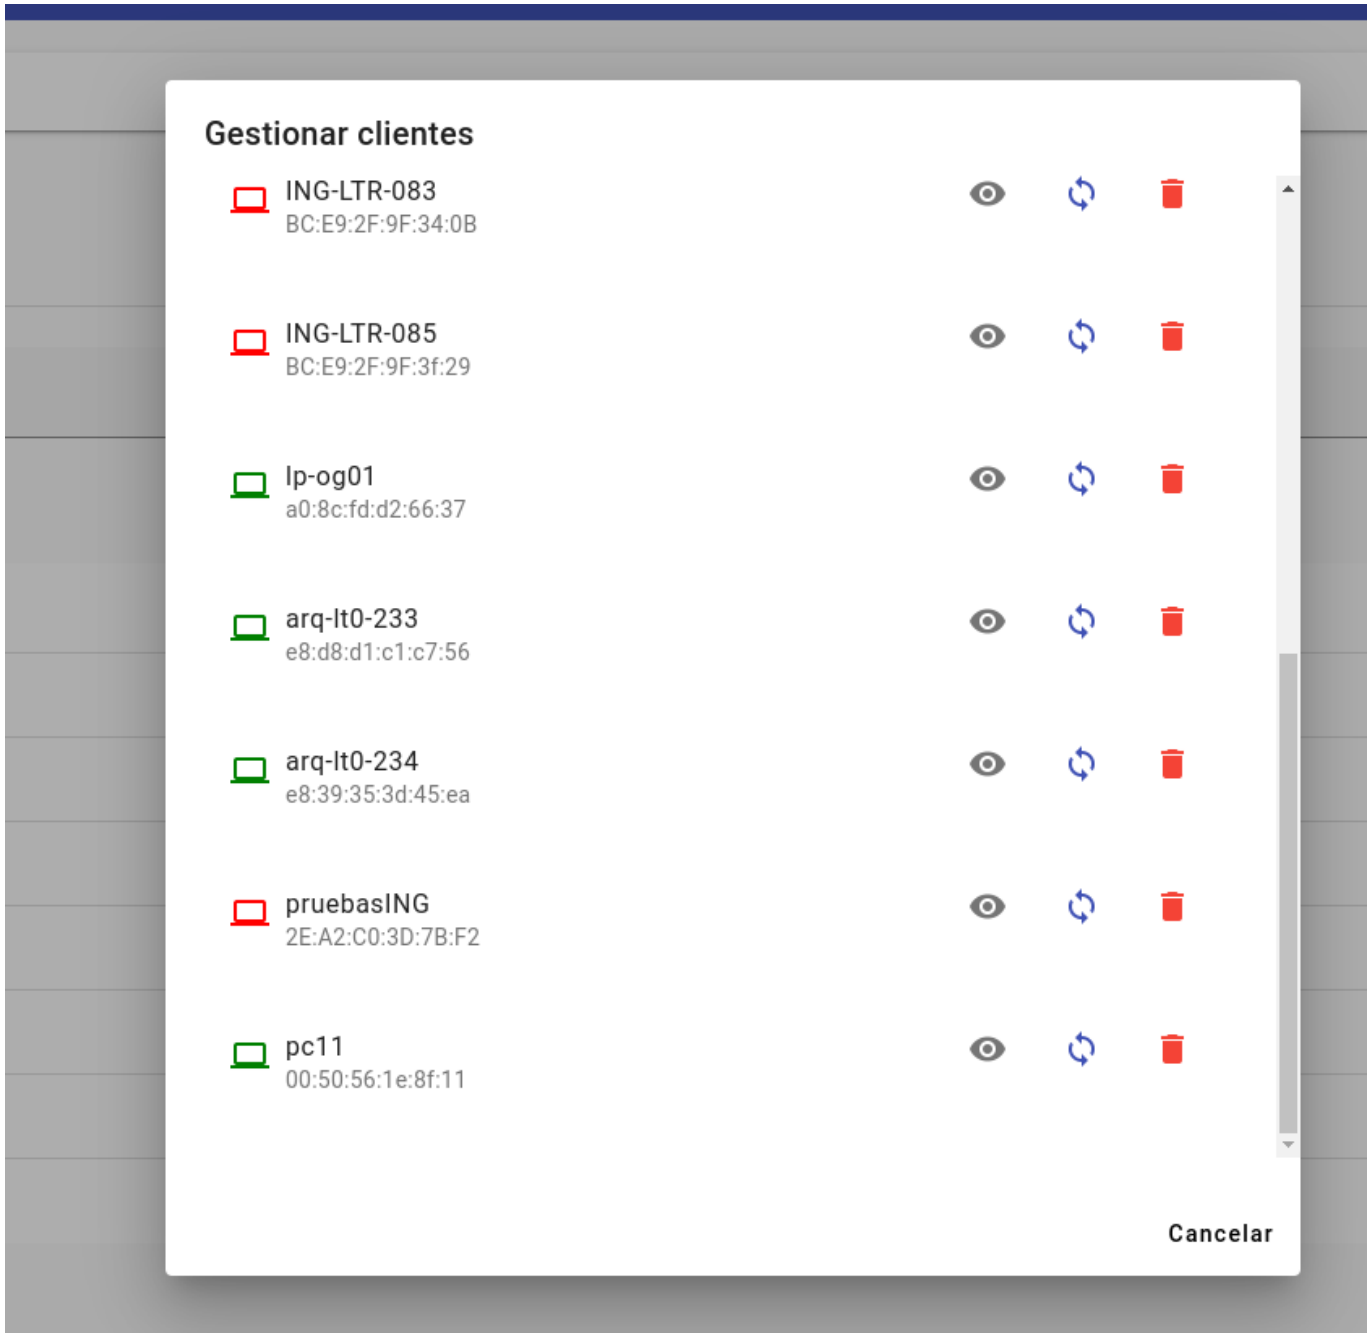 Gestionar clientes
ING-LTR-083
BC:E9:2F:9F:34:0B
ING-LTR-085
BC:E9:2F:9F:3f:29
lp-og01
a0:8c:fd:d2:66:37
arq-lt0-233
e8:d8:d1:c1:c7:56
arq-lt0-234
e8:39:35:3d:45:ea
pruebasING
2E:A2:C0:3D:7B:F2
pc11
00:50:56:1e:8f:11
Cancelar